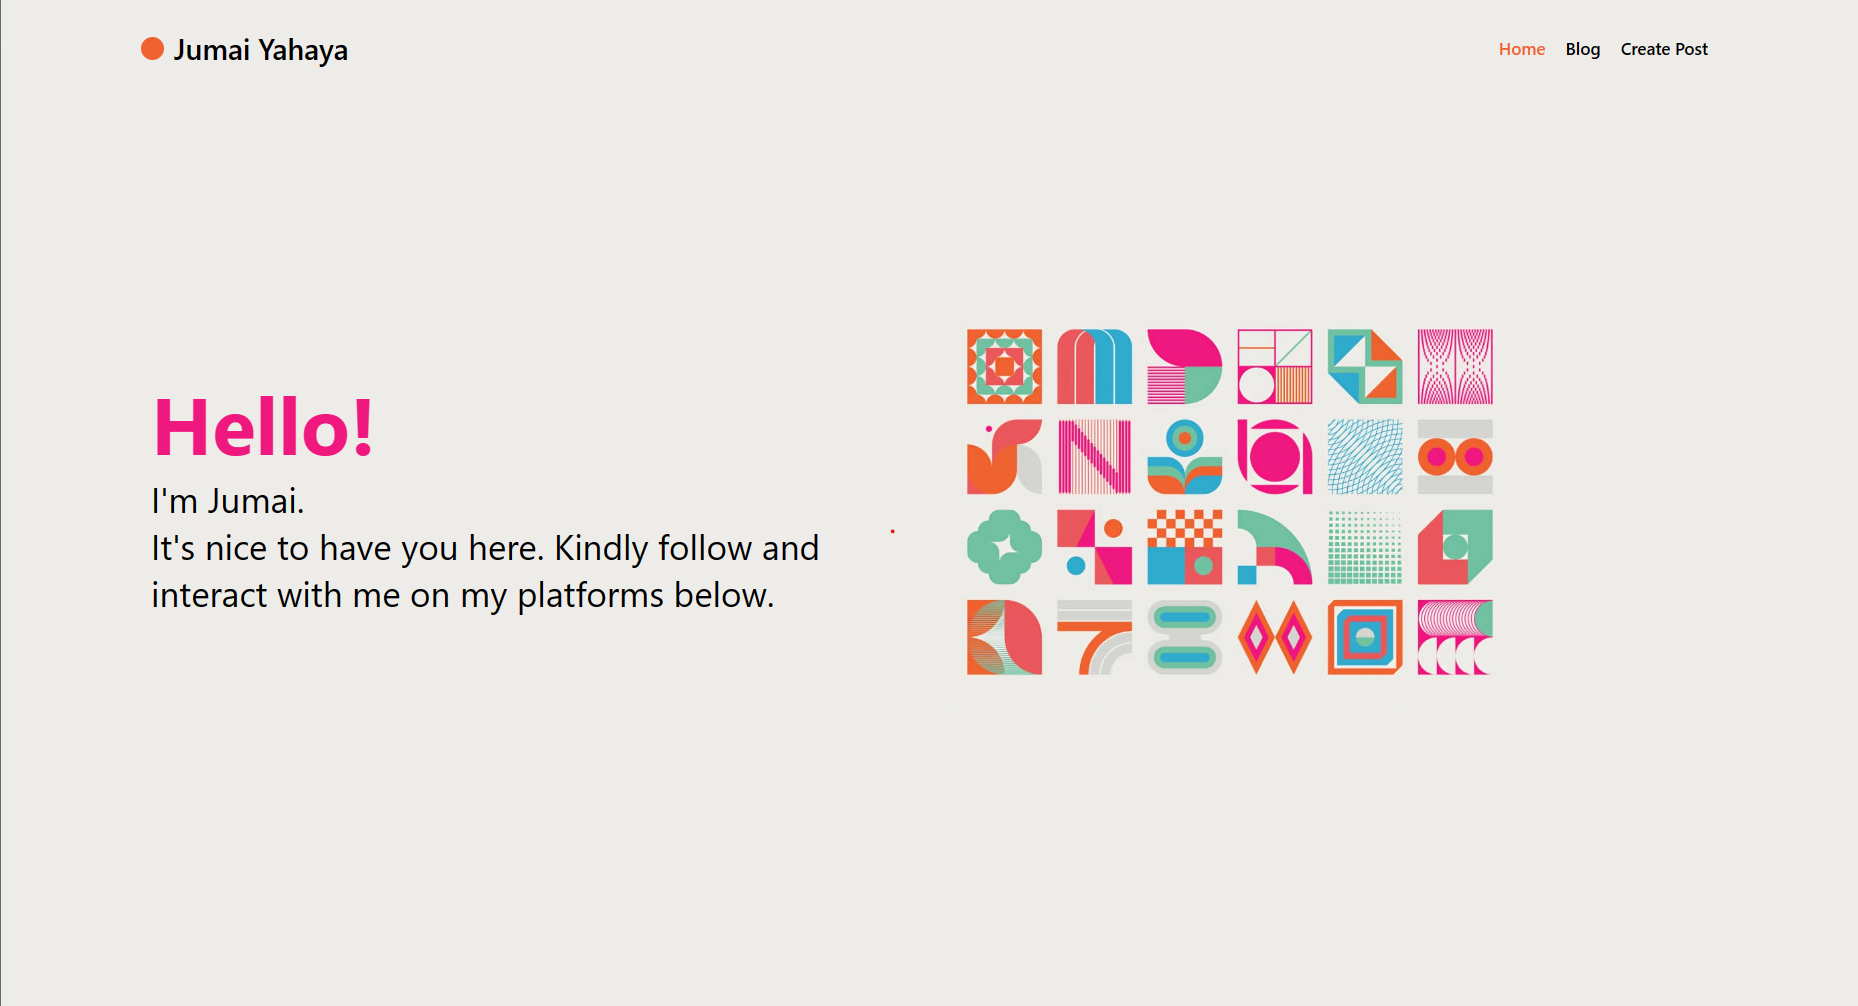 Jumai Yahaya
Home Blog Create Post
Hello!
I'm Jumai.
It's nice to have you here. Kindly follow and
interact with me on my platforms below.